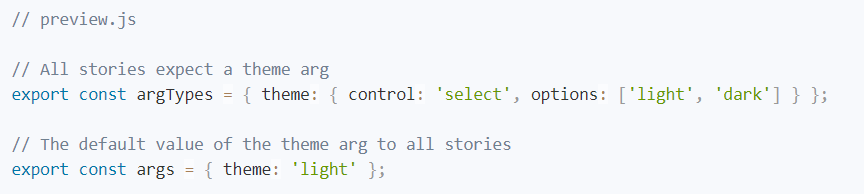 // preview.js
// All stories expect a theme arg
export const argTypes = { theme: { control: 'select', options: ['light', 'dark'] } };
// The default value of the theme arg to all stories
export const args = { theme: 'light' };